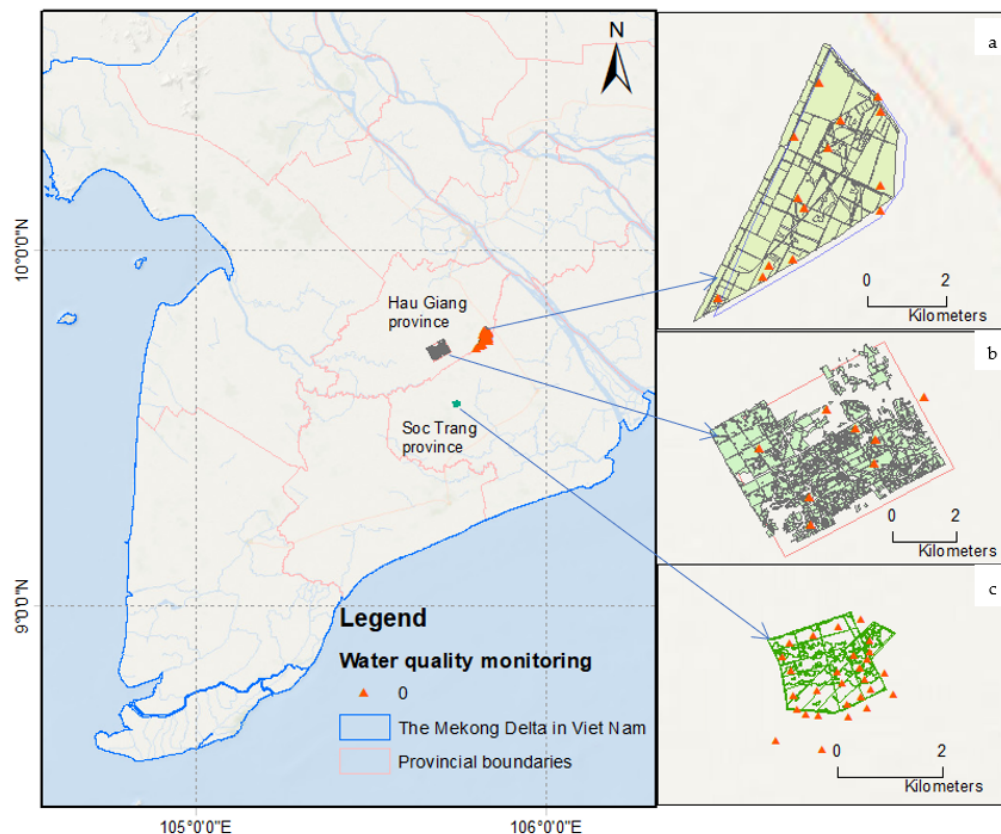 N
a
10°0'0"N
0 2
Kilometers
Hau Giang
province
b
Soc Trang
province
0 2
Kilometers
c
9°0'0"N
Legend
Water quality monitoring
0
The Mekong Delta in Viet Nam
Provincial boundaries
0 2
Kilometers
105°0'0"E
106°0'0"E